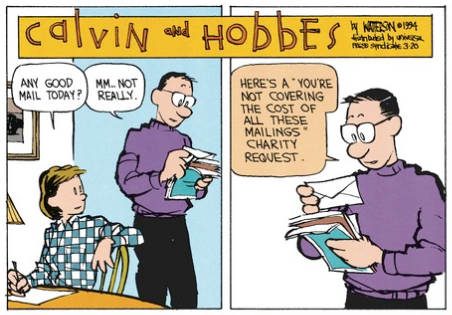 CALVIN and HOBBES
by WATTERSON © 1994
distributed by universal
PRESS Syndicate 3-20
ANY GOOD
MAIL TODAY?
MM... NOT
REALLY.
HERE'S A "YOU'RE
NOT COVERING
THE COST OF
ALL THESE
MAILINGS"
CHARITY
REQUEST.